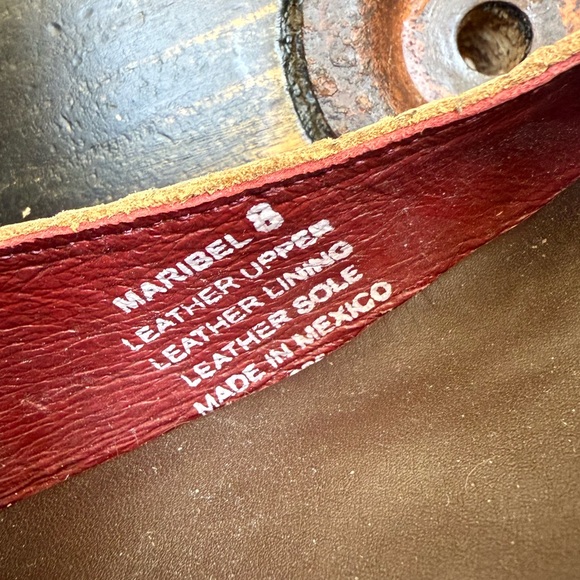 MARIBEL 8
LEATHER UPPER
LEATHER LINING
LEATHER SOLE
MADE IN MEXICO